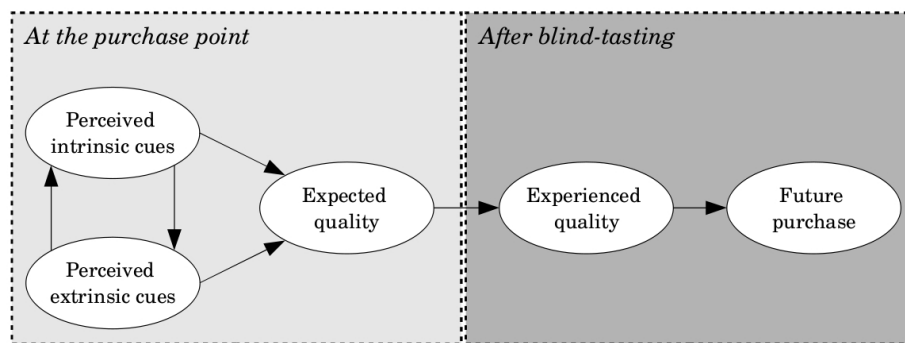 At the purchase point
After blind-tasting
Perceived
intrinsic cues
Expected
quality
Experienced
quality
Future
purchase
Perceived
extrinsic cues